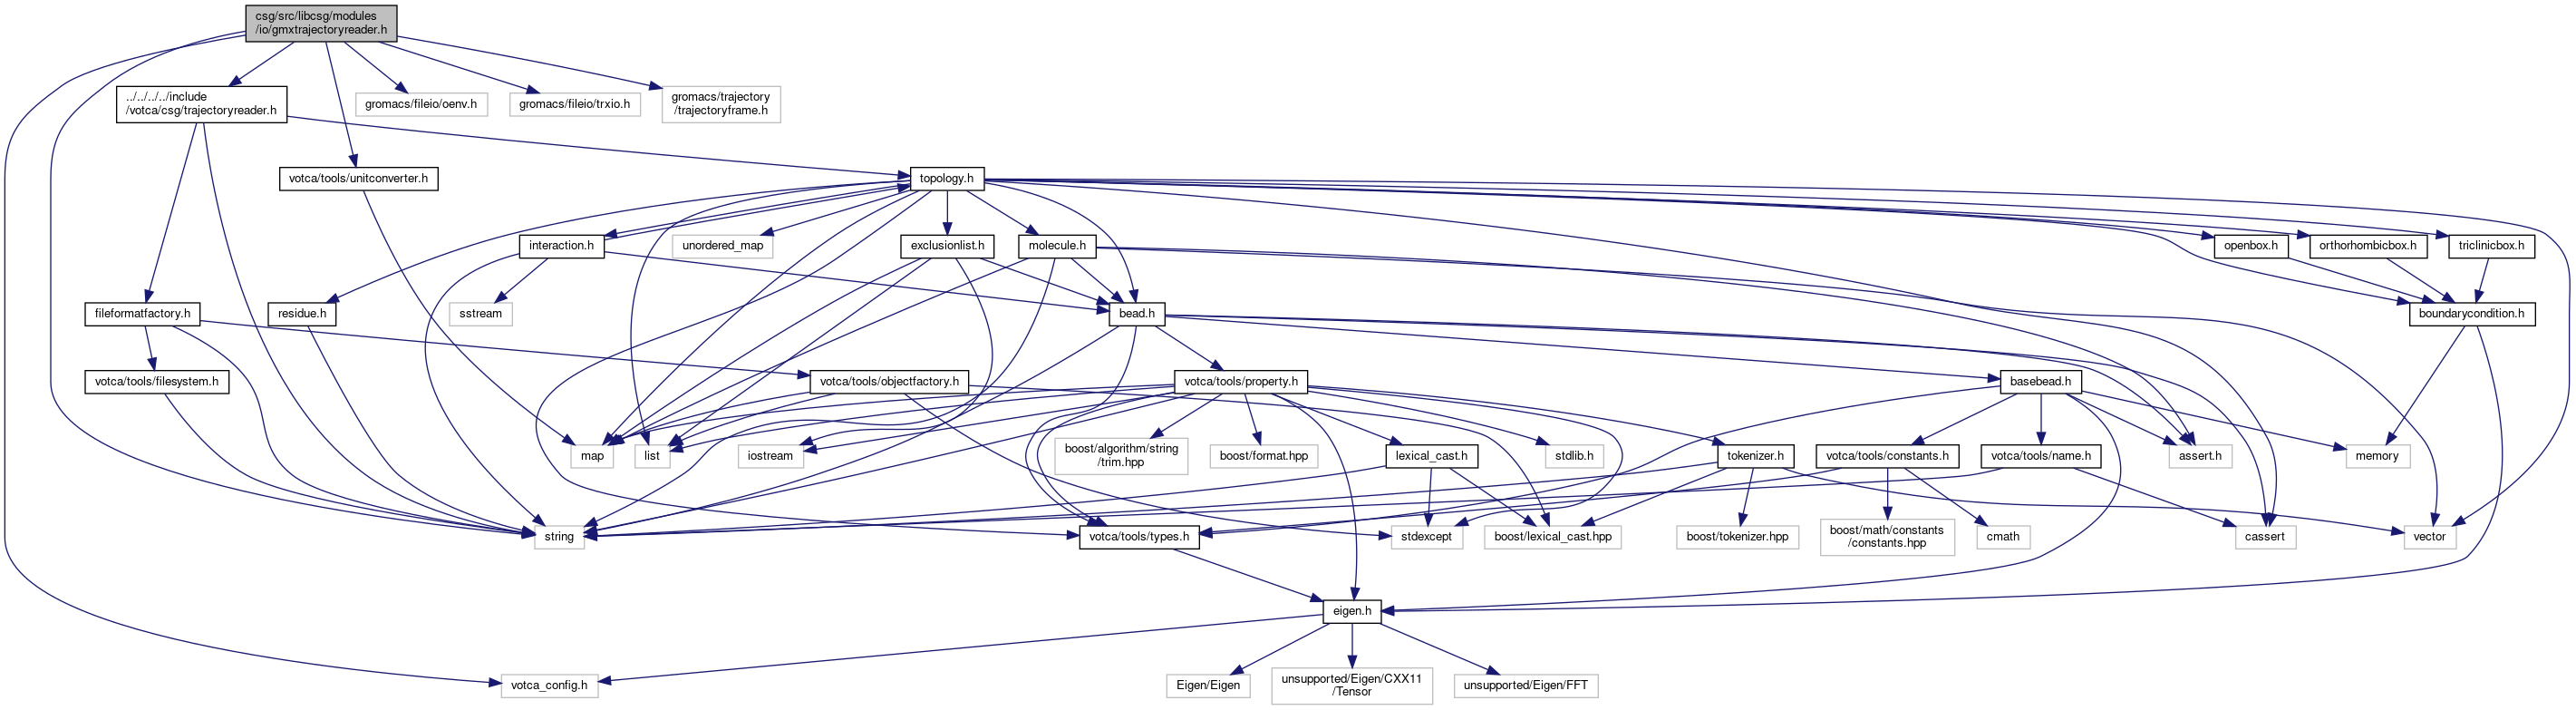 csg/src/libcsg/modules
/io/gmxtrajectoryreader.h
../../../../include
/votca/csg/trajectoryreader.h
gromacs/fileio/oenv.h
gromacs/fileio/trxio.h
gromacs/trajectory
/trajectoryframe.h
votca/tools/unitconverter.h
topology.h
interaction.h
unordered_map
exclusionlist.h
molecule.h
openbox.h
orthorhombicbox.h
triclinicbox.h
fileformatfactory.h
residue.h
sstream
bead.h
boundarycondition.h
votca/tools/filesystem.h
votca/tools/objectfactory.h
votca/tools/property.h
basebead.h
map
list
iostream
boost/algorithm/string
/trim.hpp
boost/format.hpp
lexical_cast.h
stdlib.h
tokenizer.h
votca/tools/constants.h
votca/tools/name.h
assert.h
memory
string
votca/tools/types.h
stdexcept
boost/lexical_cast.hpp
boost/tokenizer.hpp
boost/math/constants
/constants.hpp
cmath
cassert
vector
eigen.h
votca_config.h
Eigen/Eigen
unsupported/Eigen/CXX11
/Tensor
unsupported/Eigen/FFT